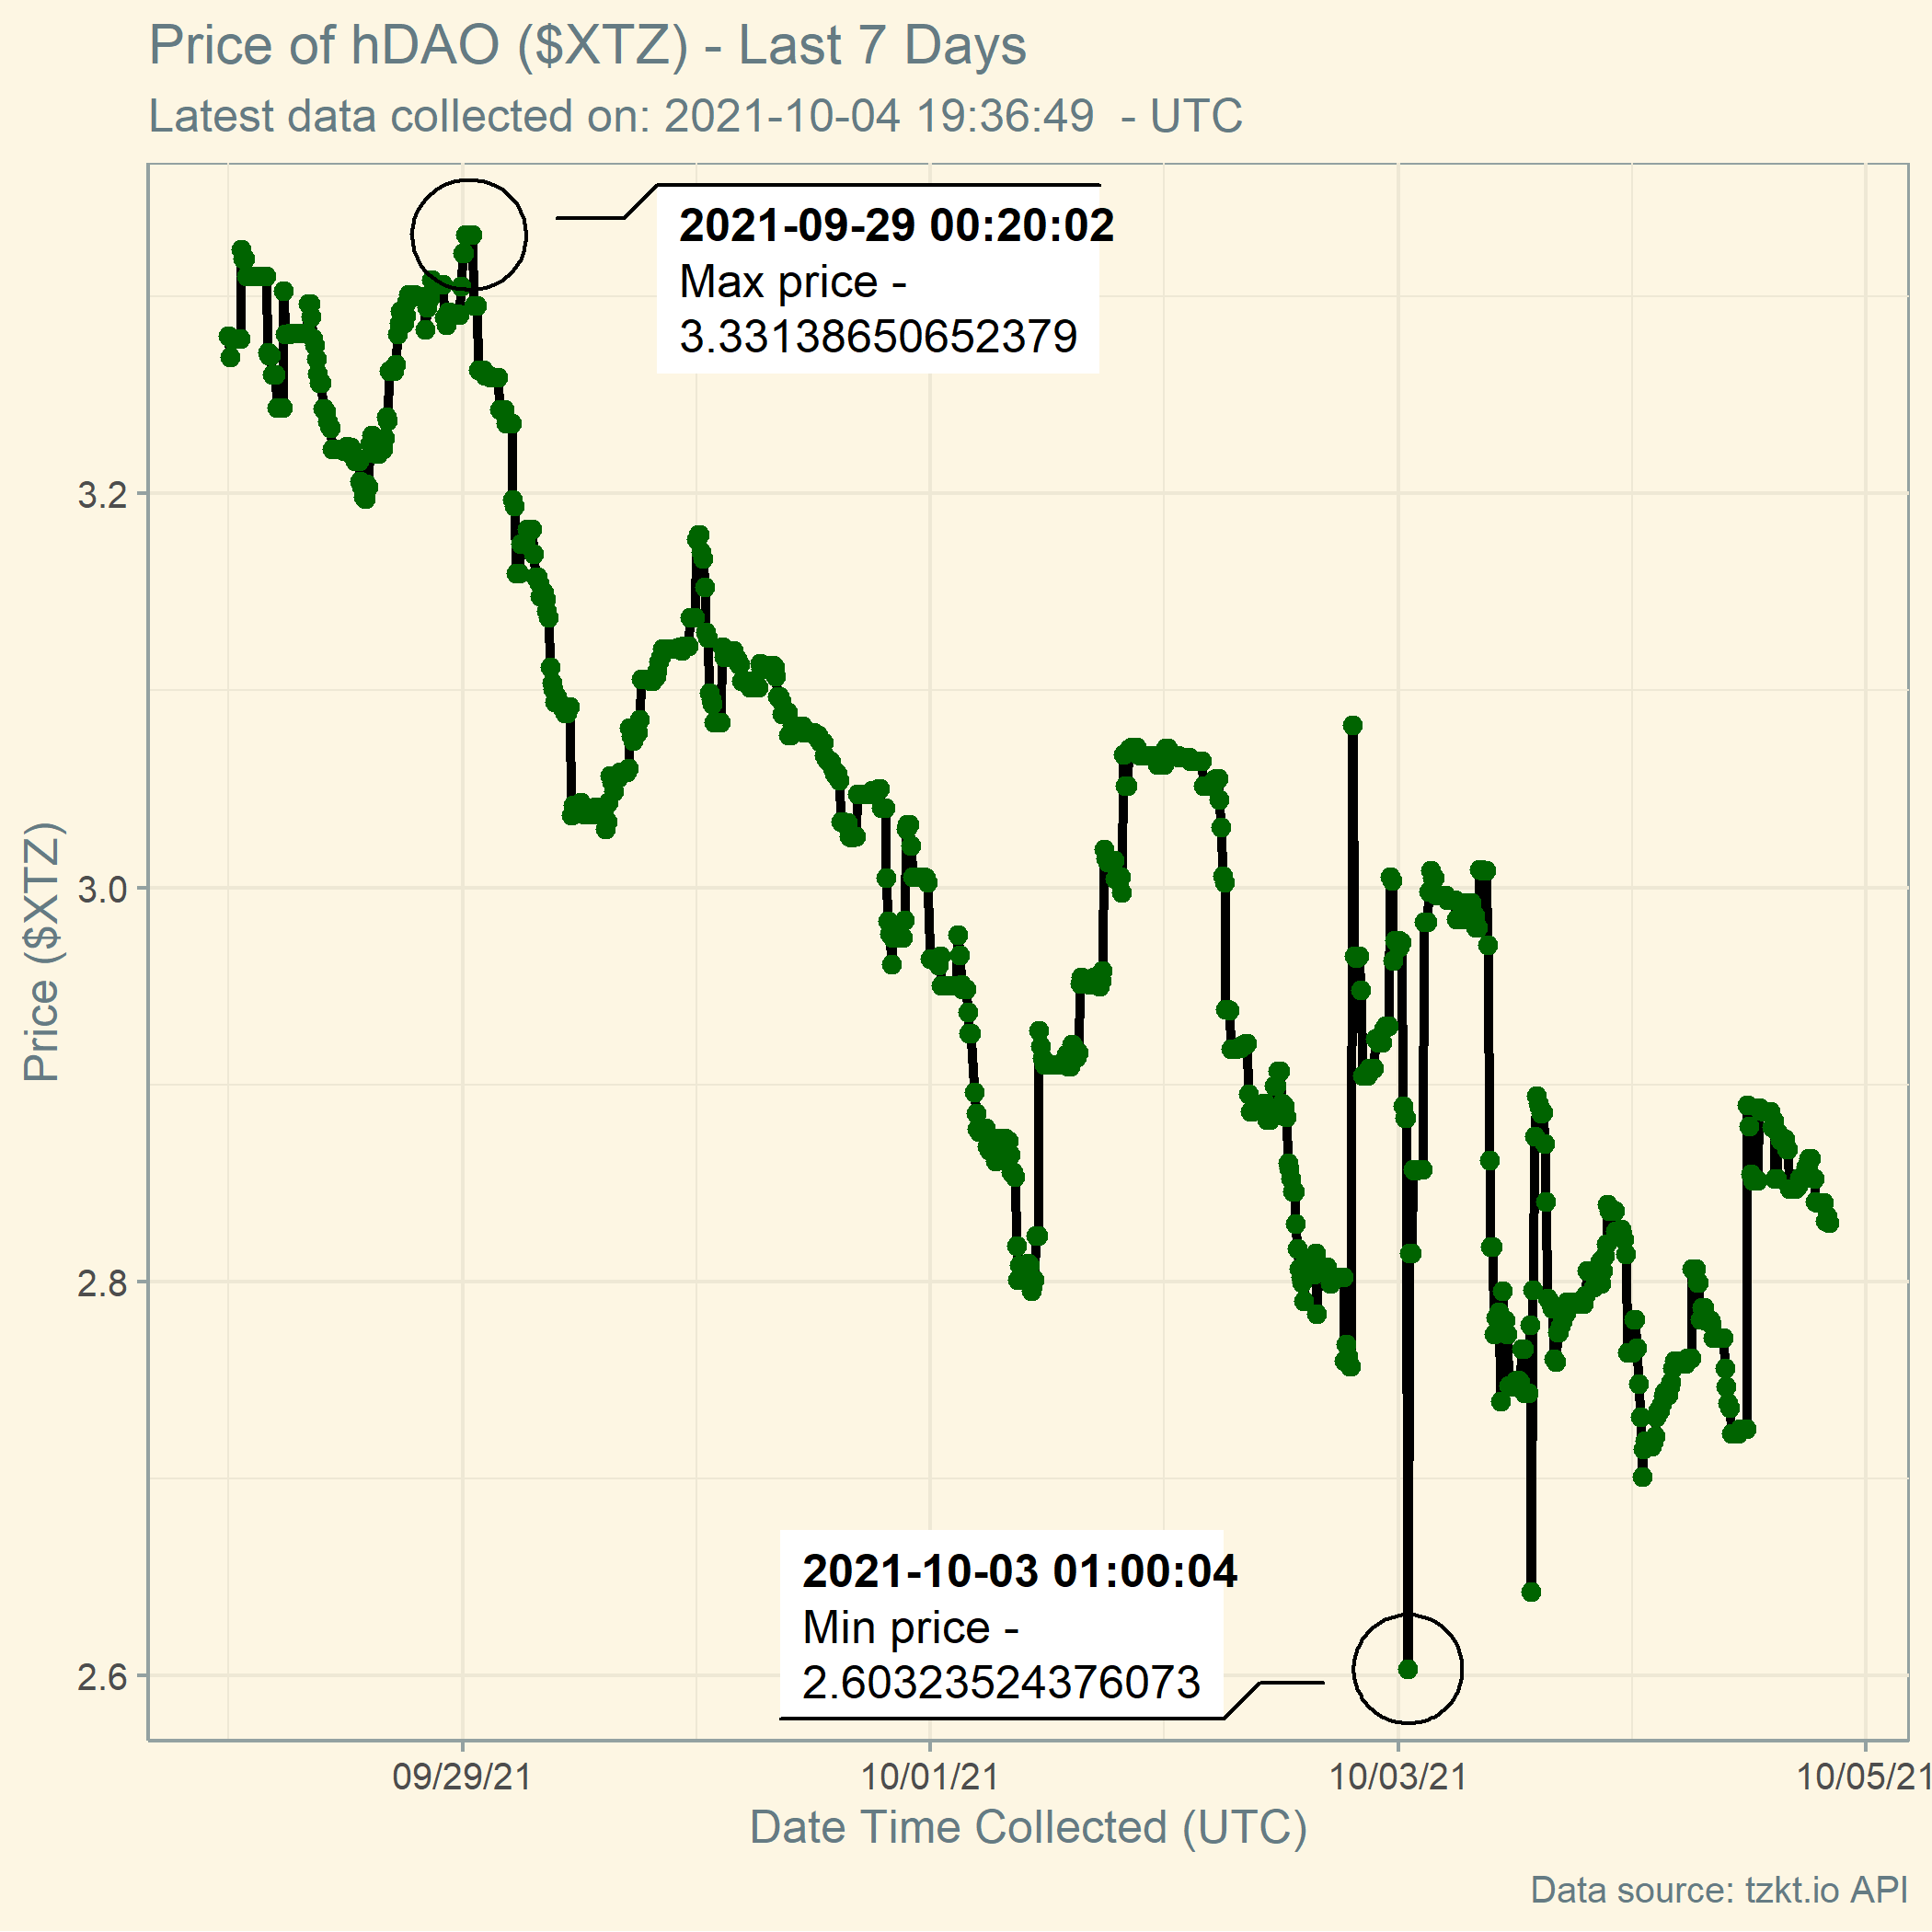 Price of hDAO ($XTZ) - Last 7 Days
Latest data collected on: 2021-10-04 19:36:49  - UTC
2021-09-29 00:20:02
Max price -
3.33138650652379
3.2
3.0
2.8
2.6
Price ($XTZ)
2021-10-03 01:00:04
Min price -
2.60323524376073
09/29/21
10/01/21
10/03/21
10/05/21
Date Time Collected (UTC)
Data source: tzkt.io API